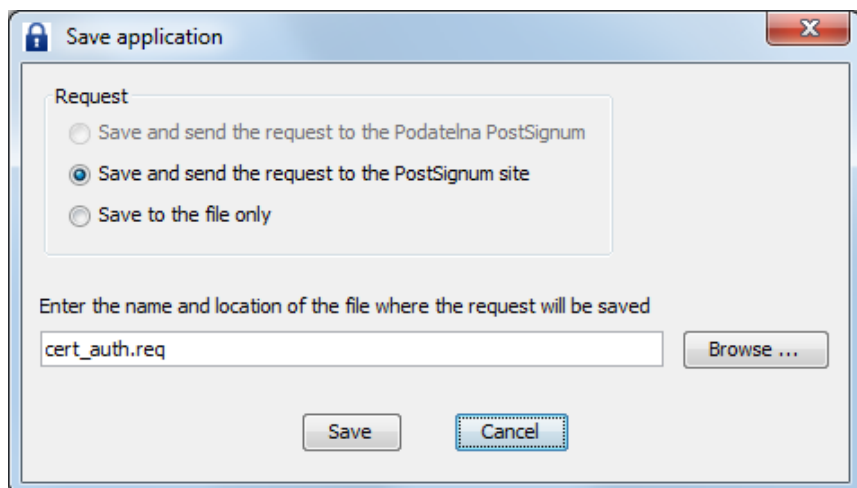 Save application
Request
Save and send the request to the Podatelna PostSignum
Save and send the request to the PostSignum site
Save to the file only
Enter the name and location of the file where the request will be saved
cert_auth.req
Browse ...
Save
Cancel